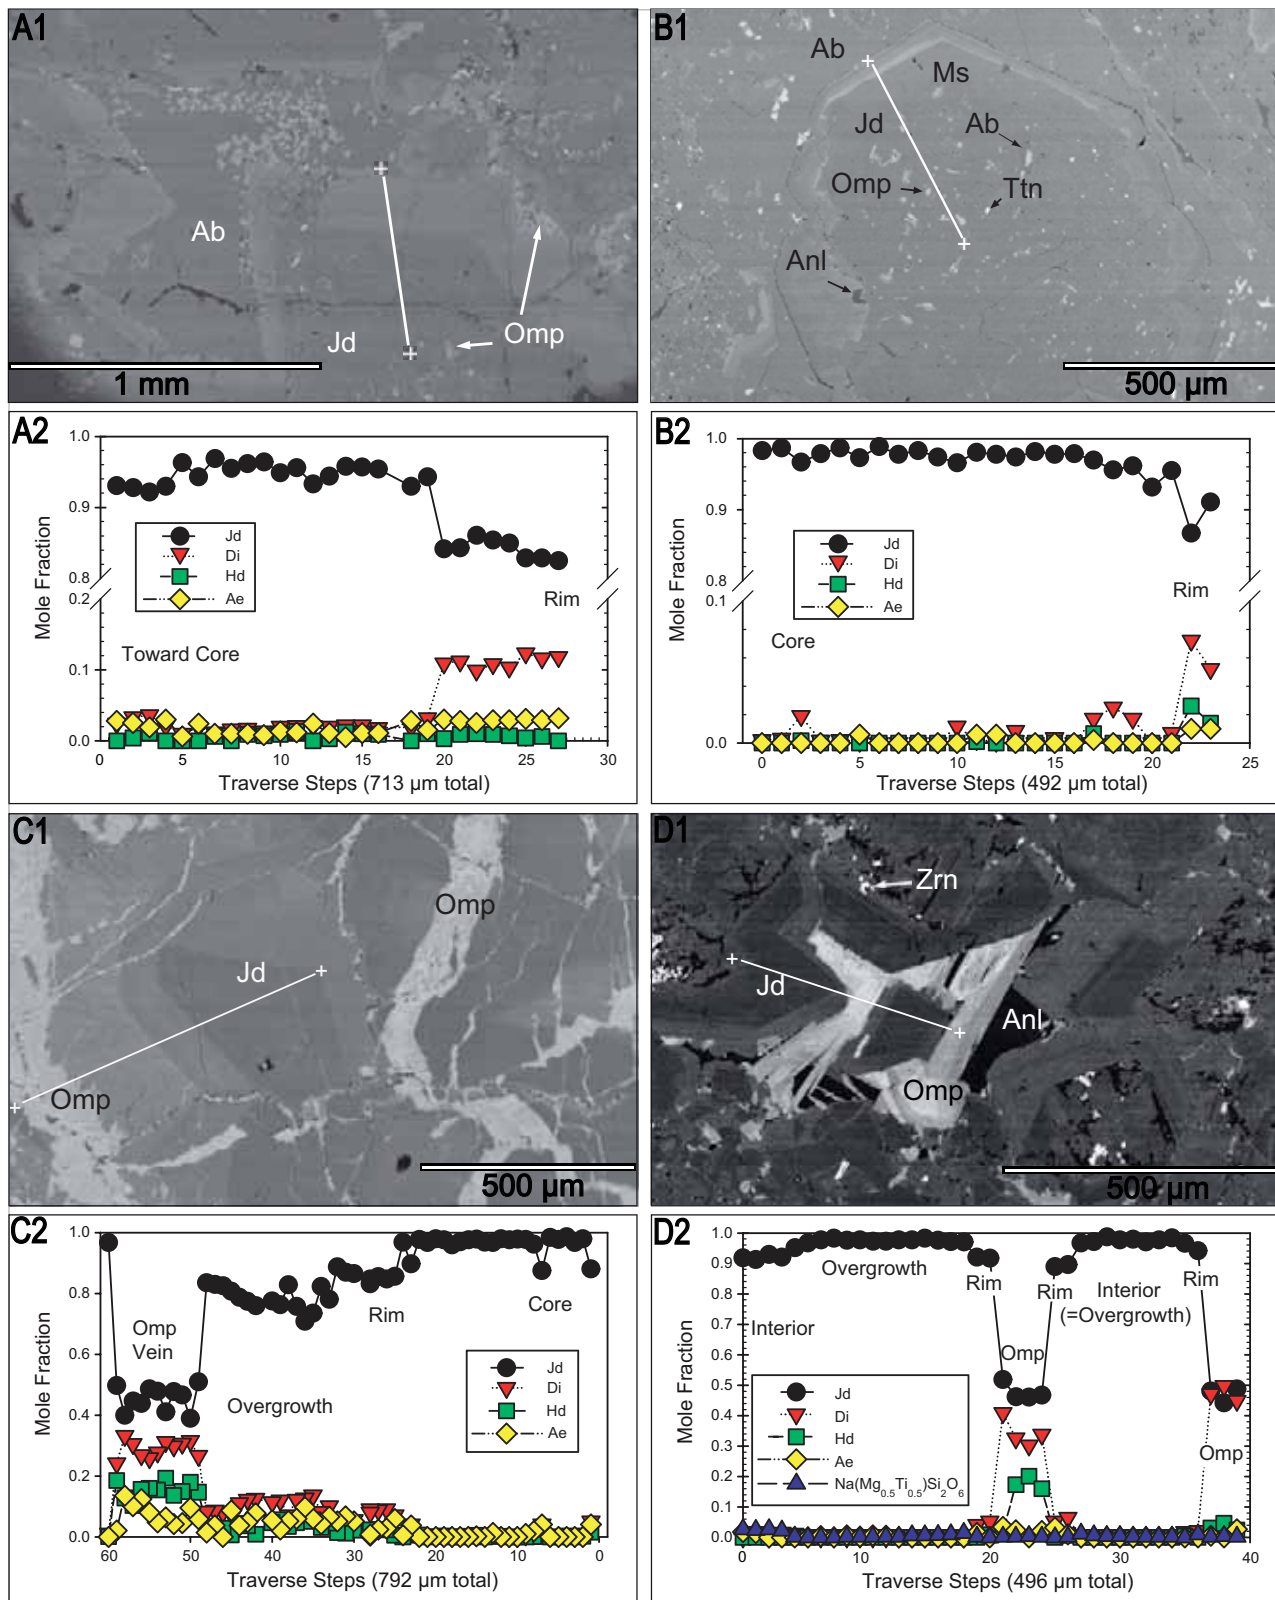 A1
Ab
Jd
Omp
1 mm
B1
Ab
Ms
Jd
Ab
Omp
Ttn
Anl
500 µm
A2
1.0
0.9
0.8
0.2
0.1
0.0
Mole Fraction
Jd
Di
Hd
Ae
Rim
Toward Core
0 5 10 15 20 25 30
Traverse Steps (713 µm total)
B2
1.0
0.9
0.8
0.1
0.0
Mole Fraction
Jd
Di
Hd
Ae
Rim
Core
0 5 10 15 20 25
Traverse Steps (492 µm total)
C1
Omp
Jd
Omp
500 µm
D1
Zrn
Jd
Anl
Omp
500 µm
C2
1.0
0.8
0.6
0.4
0.2
0.0
Mole Fraction
Omp
Vein
Rim
Core
Overgrowth
Jd
Di
Hd
Ae
60 50 40 30 20 10 0
Traverse Steps (792 µm total)
D2
1.0
0.9
0.8
0.7
0.6
0.5
0.4
0.3
0.2
0.1
0.0
Mole Fraction
Overgrowth
Rim
Rim
Interior
(=Overgrowth)
Rim
Interior
Omp
Omp
Jd
Di
Hd
Ae
Na(Mg0.5Ti0.5)Si2O6
0 10 20 30 40
Traverse Steps (496 µm total)